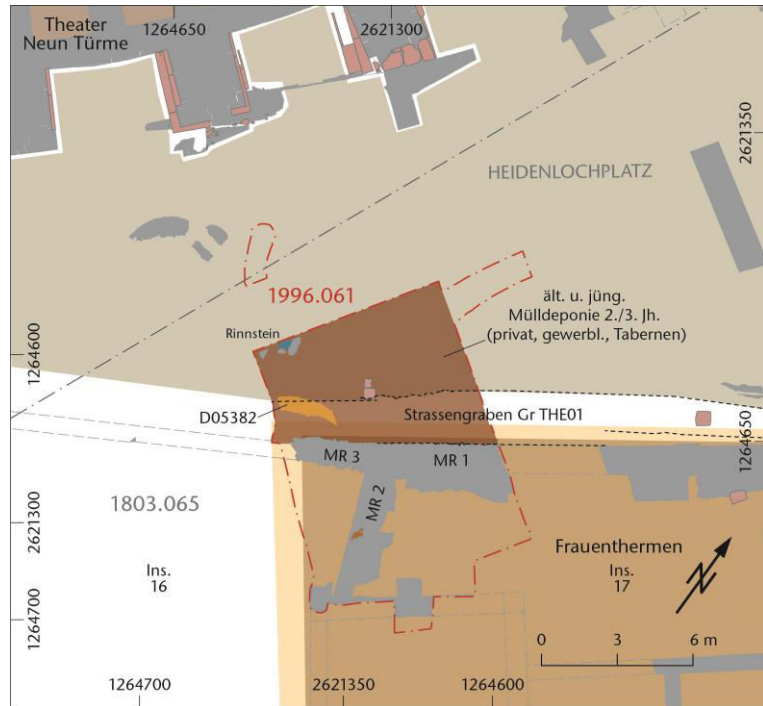 Theater
Neun Türme
1264650
2621300
2621350
HEIDENLOCHPLATZ
1996.061
ält. u. jüng.
Mülldeponie 2./3. Jh.
(privat, gewerbl., Tabernen)
Rinnstein
1264600
D05382
Strassengraben Gr THE01
1264650
MR 3
MR 1
MR 2
1803.065
2621300
Frauenthermen
Ins.
17
Ins.
16
N
1264700
0 3 6 m
1264700
2621350
1264600